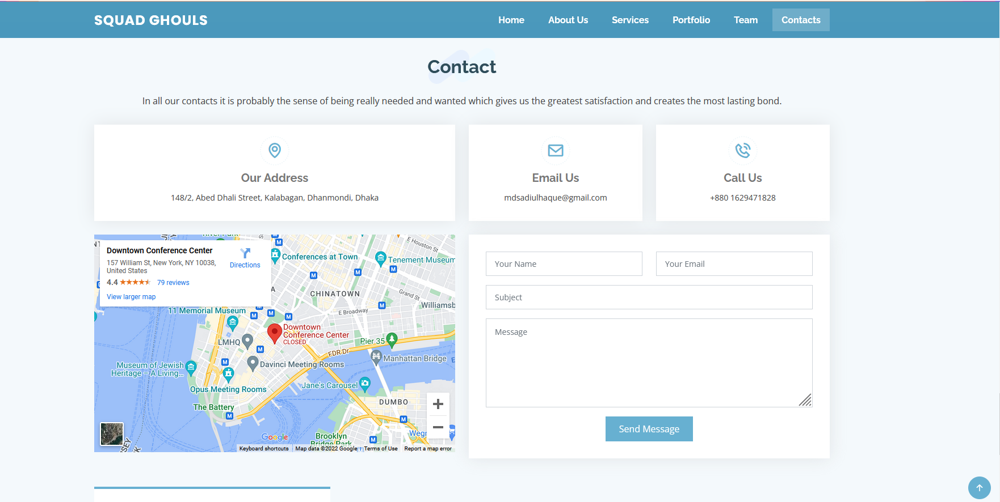 SQUAD GHOULS
Home About Us Services Portfolio Team Contacts
Contact
In all our contacts it is probably the sense of being really needed and wanted which gives us the greatest satisfaction and creates the most lasting bond.
Our Address
148/2, Abed Dhali Street, Kalabagan, Dhanmondi, Dhaka
Email Us
mdsadiulhaque@gmail.com
Call Us
+880 1629471828
Downtown Conference Center
157 William St, New York, NY 10038,
United States
Directions
4.4 79 reviews
View larger map
River Park
E Houston St
Conferences at Town
Tenement Museum
CHINATOWN
Grand St
Williamsb
E Broadway
11 Memorial Museum
Downtown
Conference Center
CLOSED
LMHQ
Pier 35
FDR Dr
Manhattan Bridge
Davinci Meeting Rooms
Museum of Jewish
Heritage - A Living...
Opus Meeting Rooms
Jane's Carousel
The Battery
DUMBO
Wegr
Google
Brooklyn
Bridge Park
Keyboard shortcuts Map data ©2022 Google Terms of Use Report a map error
Your Name
Your Email
Subject
Message
Send Message